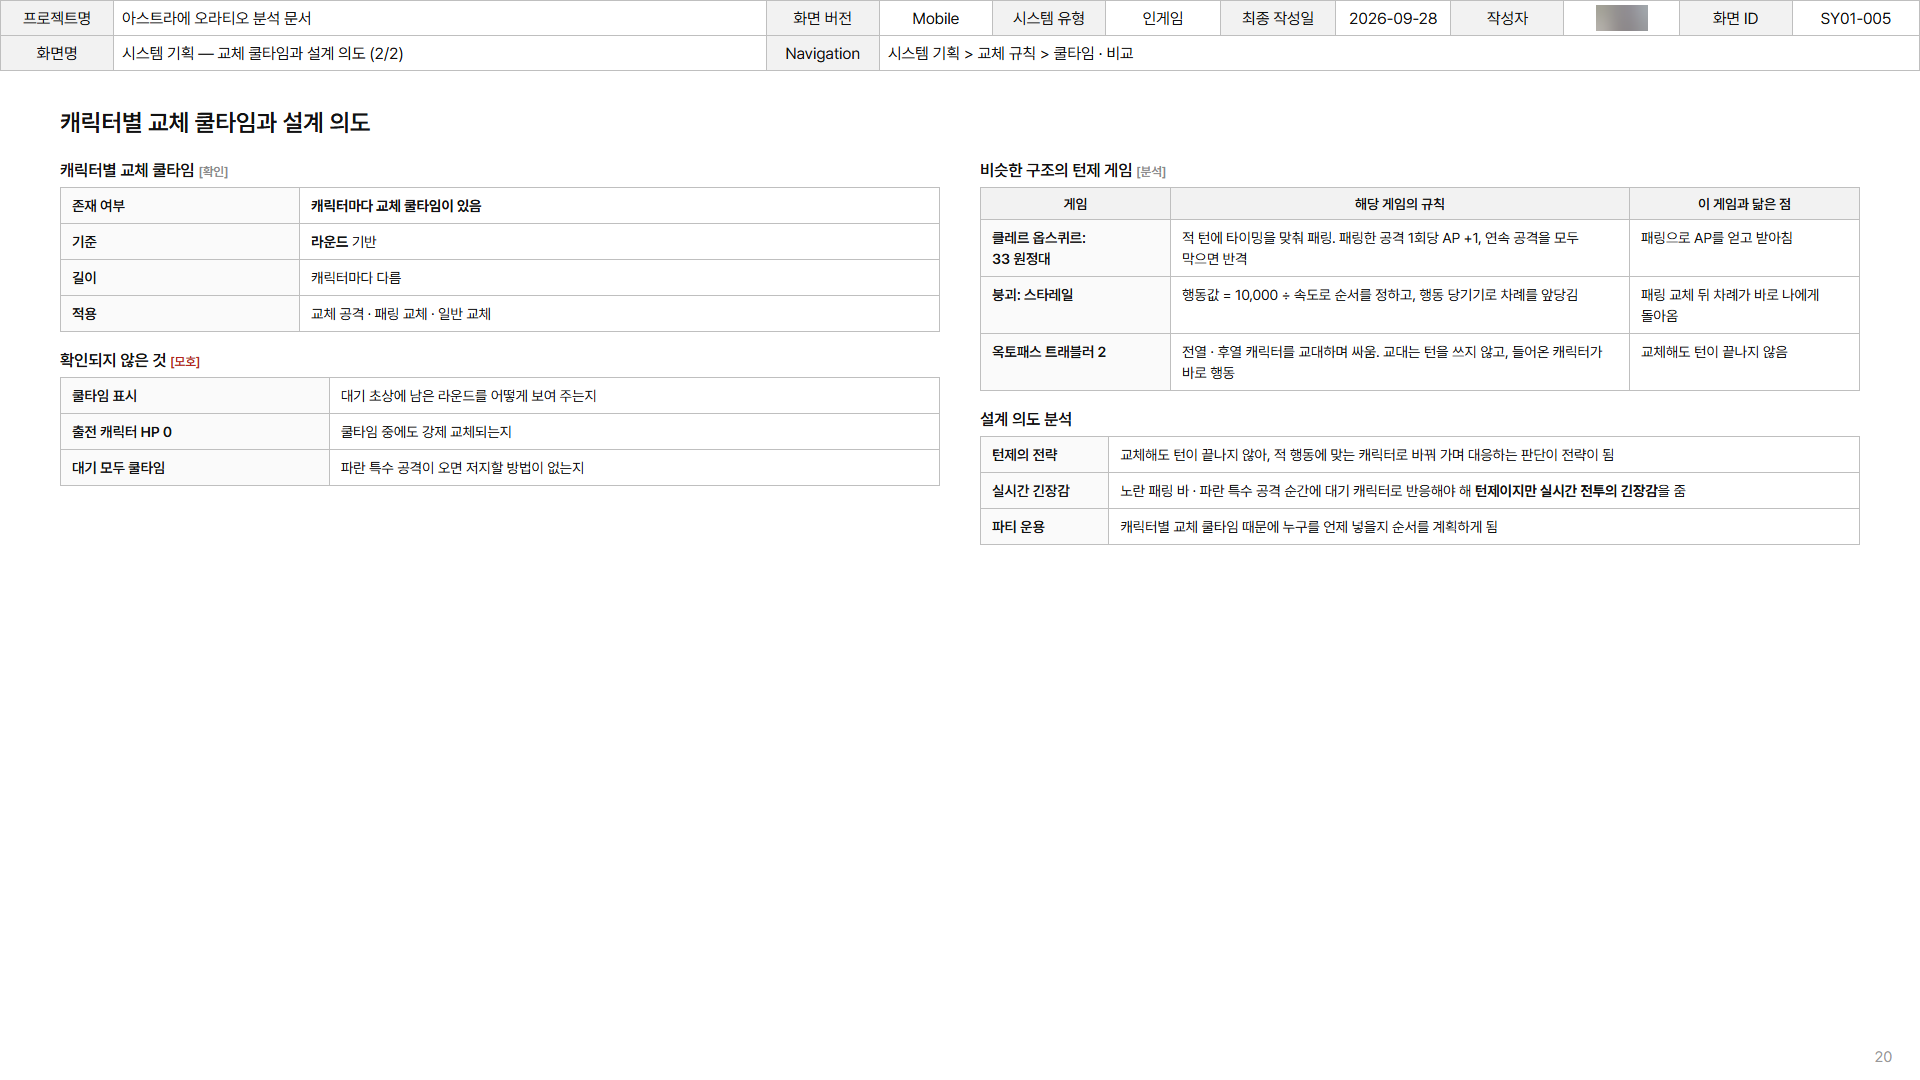 프로젝트명 아스트라에 오라티오 분석 문서 화면 버전 Mobile 시스템 유형 인게임 최종 작성일 2026-09-28 작성자 화면 ID SY01-005
화면명 시스템 기획 — 교체 쿨타임과 설계 의도 (2/2) Navigation 시스템 기획 > 교체 규칙 > 쿨타임 · 비교
캐릭터별 교체 쿨타임과 설계 의도
캐릭터별 교체 쿨타임 [확인]
존재 여부 캐릭터마다 교체 쿨타임이 있음
기준 라운드 기반
길이 캐릭터마다 다름
적용 교체 공격 · 패링 교체 · 일반 교체
확인되지 않은 것 [모호]
쿨타임 표시 대기 초상에 남은 라운드를 어떻게 보여 주는지
출전 캐릭터 HP 0 쿨타임 중에도 강제 교체되는지
대기 모두 쿨타임 파란 특수 공격이 오면 저지할 방법이 없는지
비슷한 구조의 턴제 게임 [분석]
게임 해당 게임의 규칙 이 게임과 닮은 점
클레르 옵스퀴르:
33 원정대
적 턴에 타이밍을 맞춰 패링. 패링한 공격 1회당 AP +1, 연속 공격을 모두
막으면 반격
패링으로 AP를 얻고 받아침
붕괴: 스타레일 행동값 = 10,000 ÷ 속도로 순서를 정하고, 행동 당기기로 차례를 앞당김
패링 교체 뒤 차례가 바로 나에게
돌아옴
옥토패스 트래블러 2
전열 · 후열 캐릭터를 교대하며 싸움. 교대는 턴을 쓰지 않고, 들어온 캐릭터가
바로 행동
교체해도 턴이 끝나지 않음
설계 의도 분석
턴제의 전략 교체해도 턴이 끝나지 않아, 적 행동에 맞는 캐릭터로 바꿔 가며 대응하는 판단이 전략이 됨
실시간 긴장감 노란 패링 바 · 파란 특수 공격 순간에 대기 캐릭터로 반응해야 해 턴제이지만 실시간 전투의 긴장감을 줌
파티 운용 캐릭터별 교체 쿨타임 때문에 누구를 언제 넣을지 순서를 계획하게 됨
20